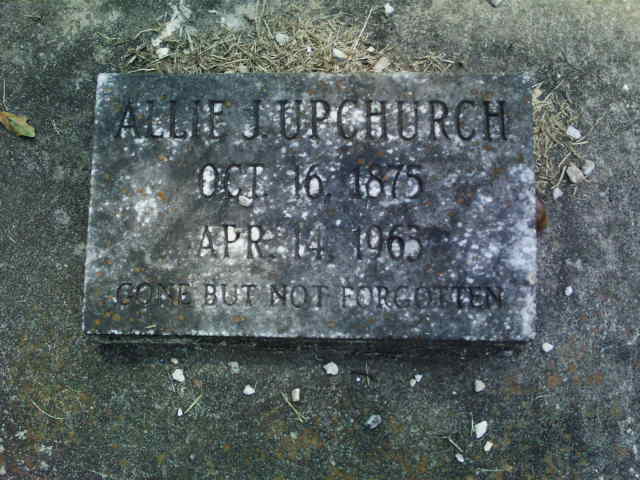 ALLIE J. UPCHURCH
OCT. 16, 1875
APR. 14, 1963
GONE BUT NOT FORGOTTEN